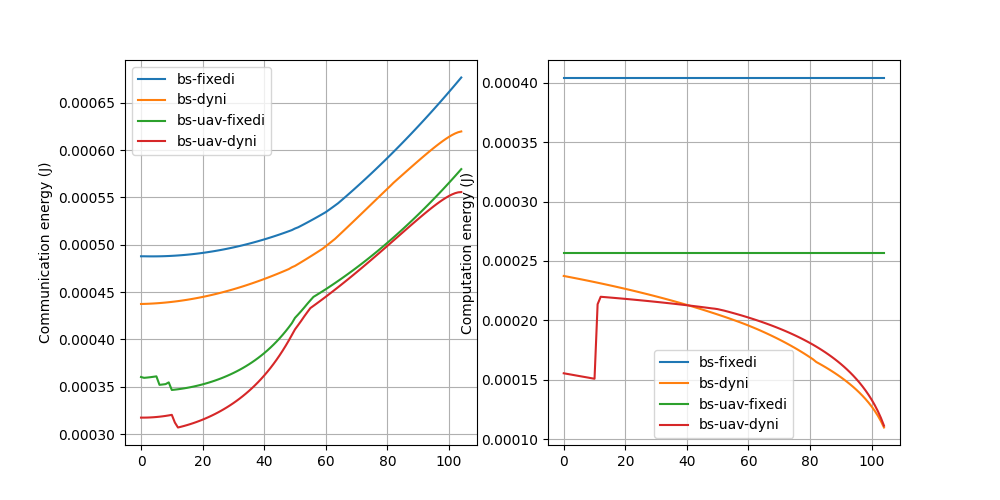 Communication energy (J)
0.00065
0.00060
0.00055
0.00050
0.00045
0.00040
0.00035
0.00030
0 20 40 60 80 100
bs-fixedi
bs-dyni
bs-uav-fixedi
bs-uav-dyni
Computation energy (J)
0.00040
0.00035
0.00030
0.00025
0.00020
0.00015
0.00010
0 20 40 60 80 100
bs-fixedi
bs-dyni
bs-uav-fixedi
bs-uav-dyni